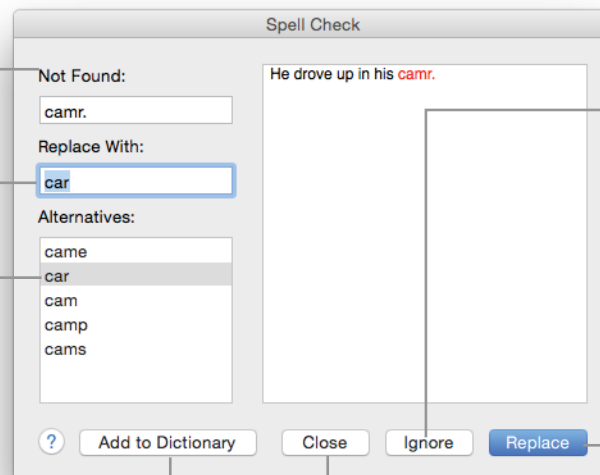 Spell Check
Not Found:
camr.
Replace With:
car
Alternatives:
came
car
cam
camp
cams
He drove up in his camr.
?
Add to Dictionary
Close
Ignore
Replace